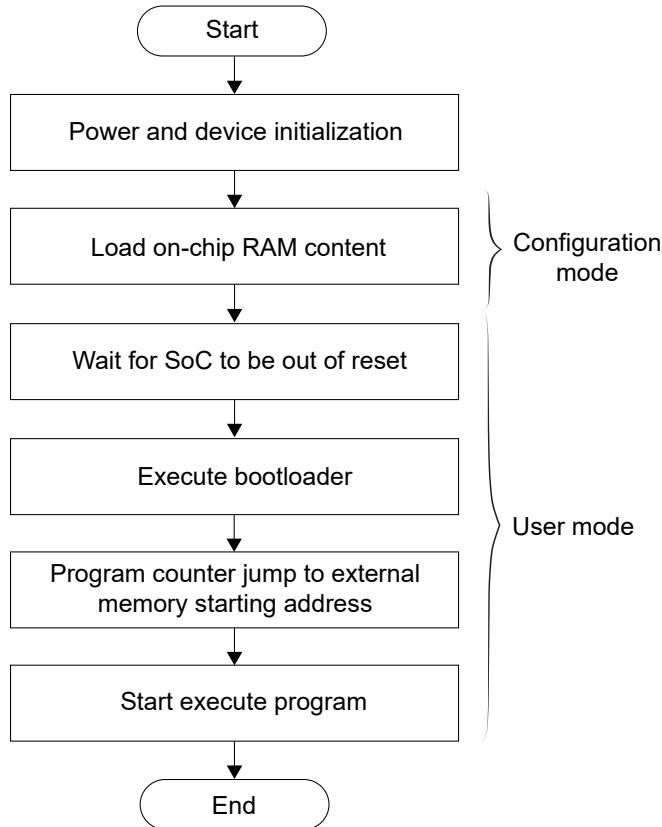 Start
Power and device initialization
Load on-chip RAM content
Configuration
mode
Wait for SoC to be out of reset
Execute bootloader
User mode
Program counter jump to external
memory starting address
Start execute program
End